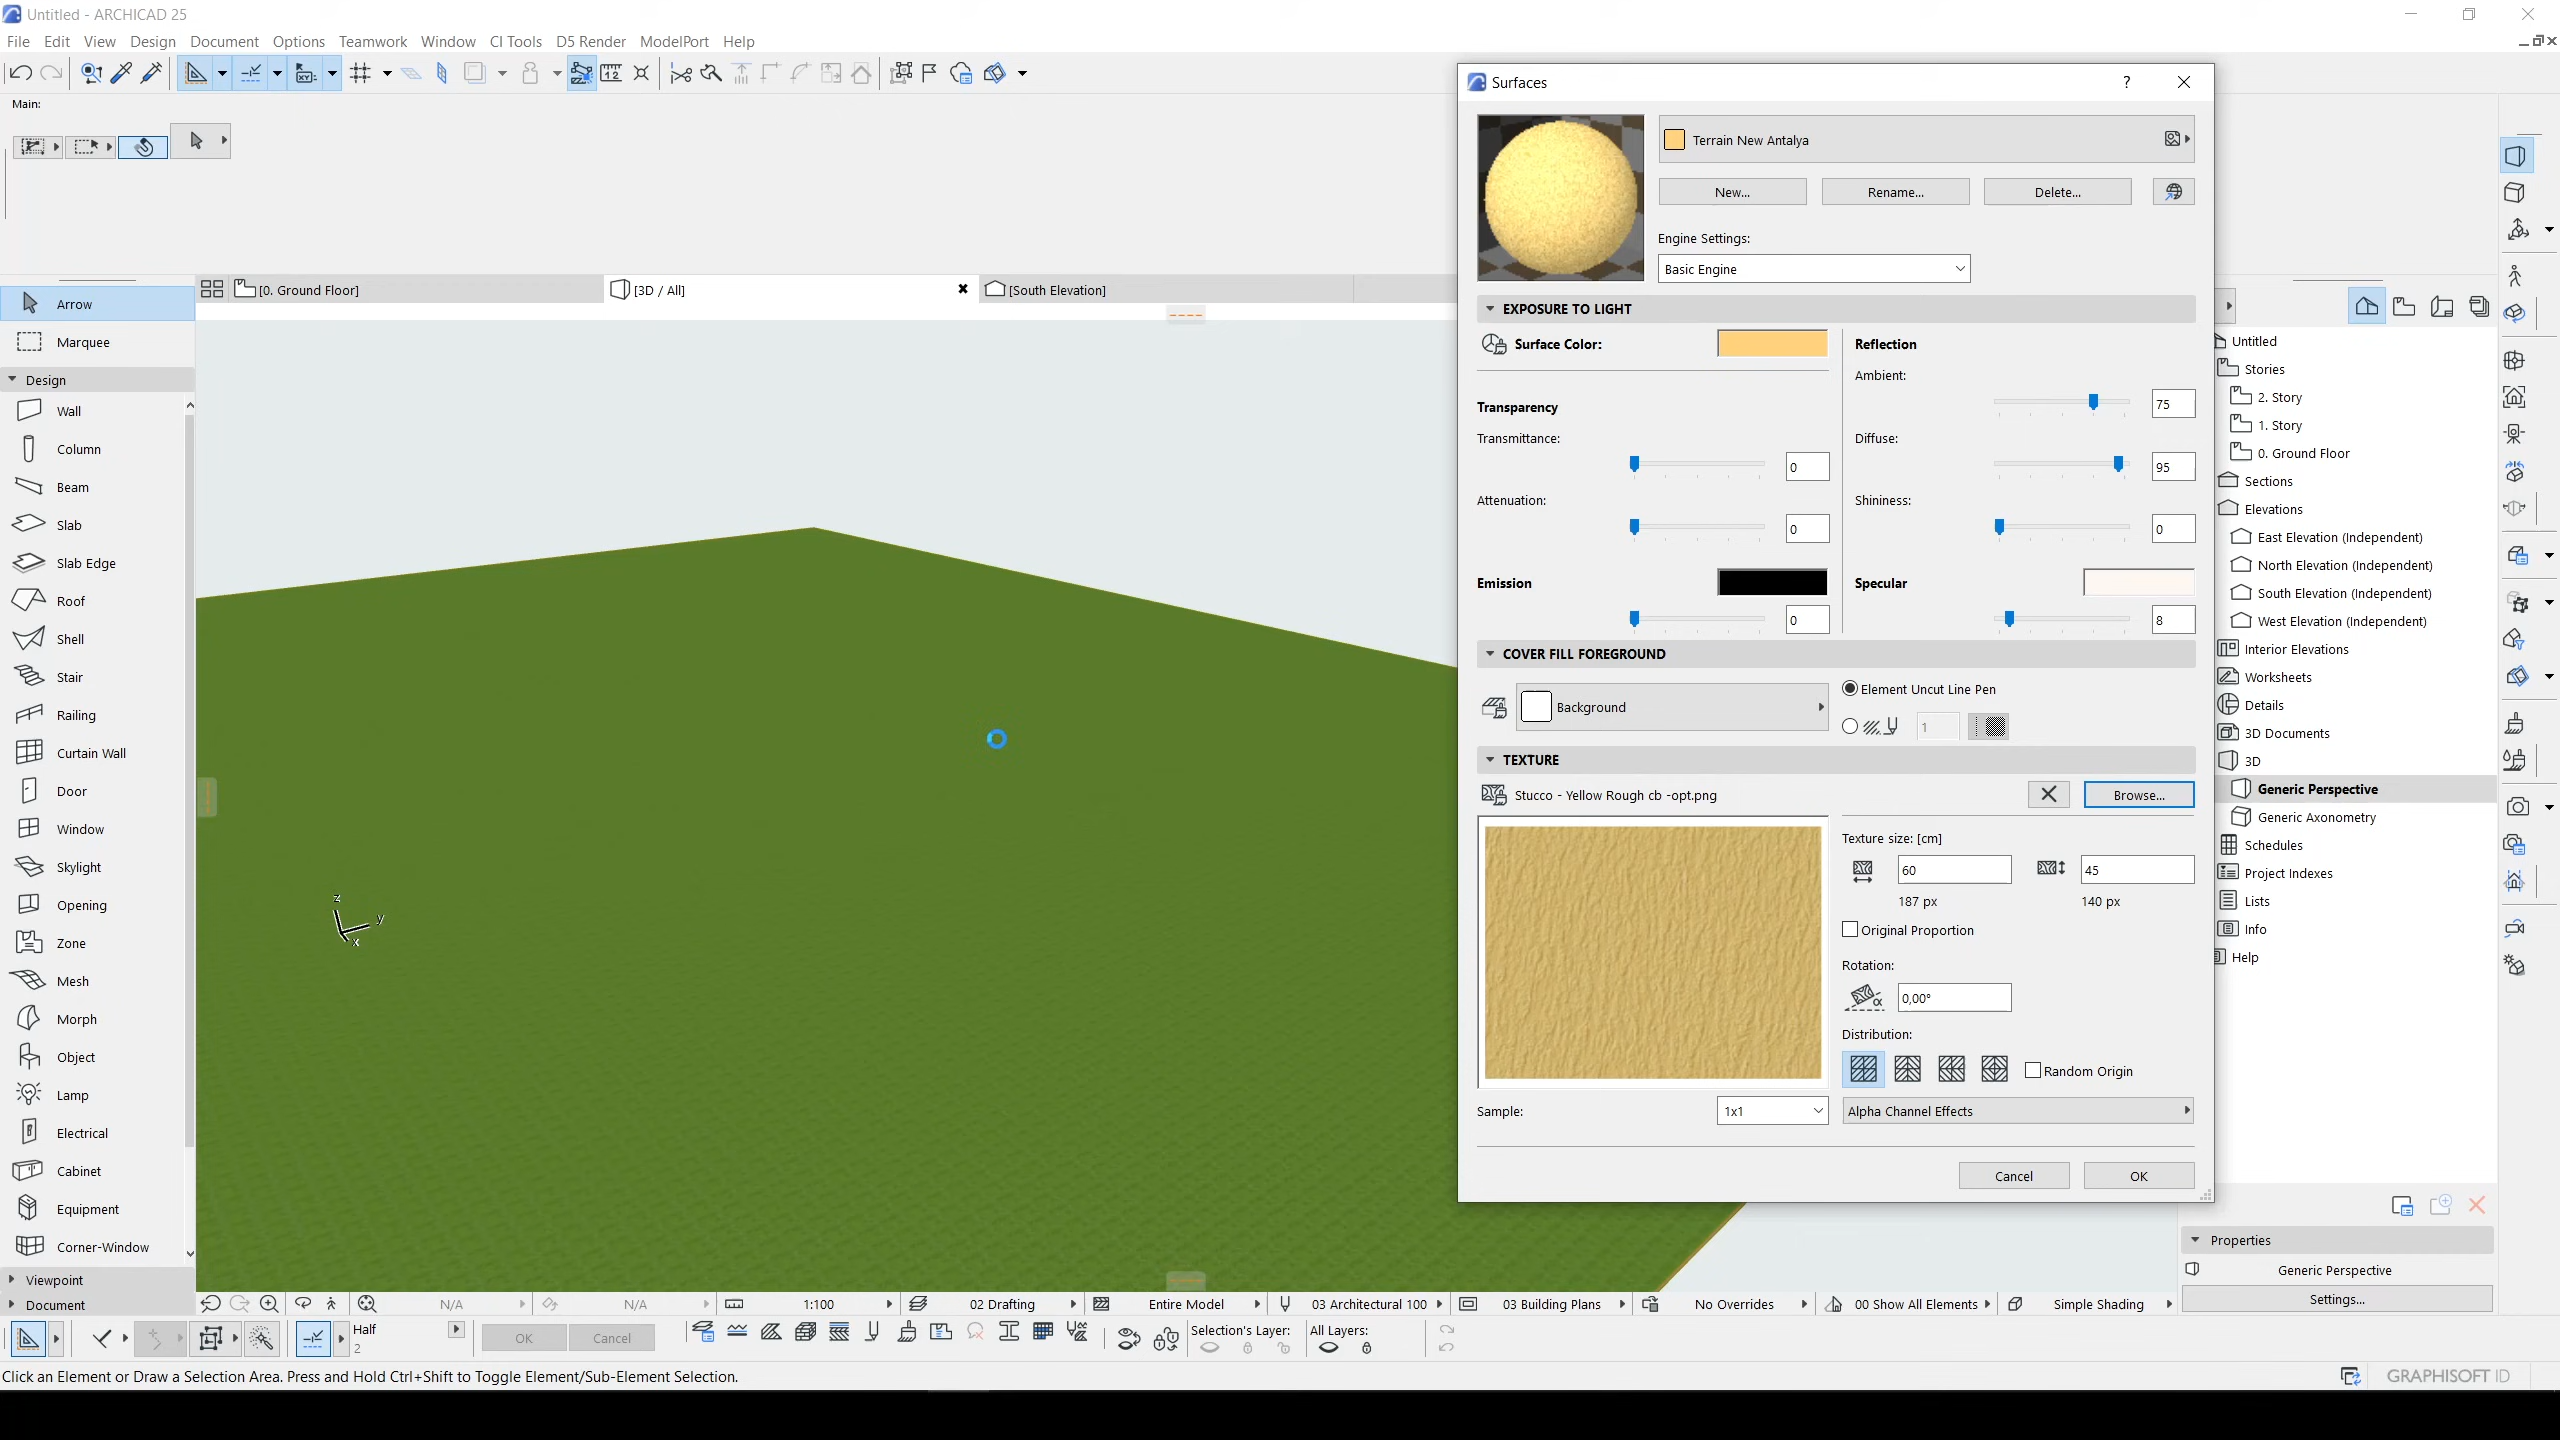 Untitled - ARCHICAD 25
File Edit View Design Document Options Teamwork Window CI Tools D5 Render ModelPort Help
Main:
[0. Ground Floor]
[3D / All]
[South Elevation]
Arrow
Marquee
Design
Wall
Column
Beam
Slab
Slab Edge
Roof
Shell
Stair
Railing
Curtain Wall
Door
Window
Skylight
Opening
Zone
Mesh
Morph
Object
Lamp
Electrical
Cabinet
Equipment
Corner-Window
Viewpoint
Document
z
y
x
Surfaces
?
Terrain New Antalya
New...
Rename...
Delete...
Engine Settings:
Basic Engine
EXPOSURE TO LIGHT
Surface Color:
Reflection
Ambient:
75
Transparency
Transmittance:
0
Diffuse:
95
Attenuation:
0
Shininess:
0
Emission
0
Specular
8
COVER FILL FOREGROUND
Background
Element Uncut Line Pen
1
TEXTURE
Stucco - Yellow Rough cb -opt.png
Browse...
Texture size: [cm]
60
45
187 px
140 px
Original Proportion
Rotation:
α
0,00°
Distribution:
Random Origin
Sample:
1x1
Alpha Channel Effects
Cancel
OK
Untitled
Stories
2. Story
1. Story
0. Ground Floor
Sections
Elevations
East Elevation (Independent)
North Elevation (Independent)
South Elevation (Independent)
West Elevation (Independent)
Interior Elevations
Worksheets
Details
3D Documents
3D
Generic Perspective
Generic Axonometry
Schedules
Project Indexes
Lists
Info
Help
Properties
Generic Perspective
Settings...
N/A
N/A
1:100
02 Drafting
Entire Model
03 Architectural 100
03 Building Plans
No Overrides
00 Show All Elements
Simple Shading
Half
2
OK
Cancel
Selection's Layer:
All Layers:
Click an Element or Draw a Selection Area. Press and Hold Ctrl+Shift to Toggle Element/Sub-Element Selection.
GRAPHISOFT ID